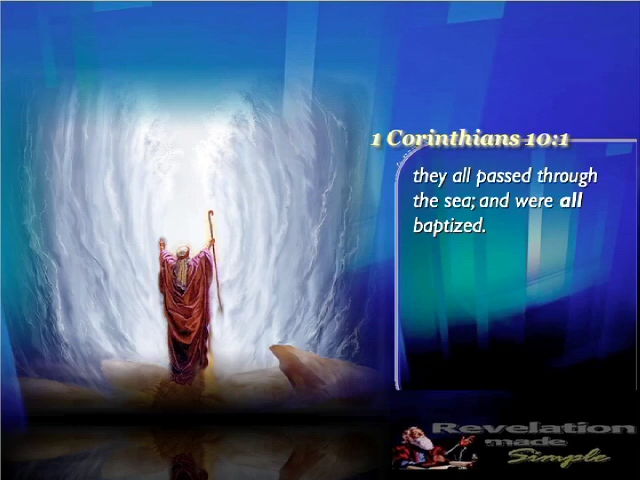 1 Corinthians 10:1
they all passed through
the sea; and were all
baptized.
Revelation
made
Simple